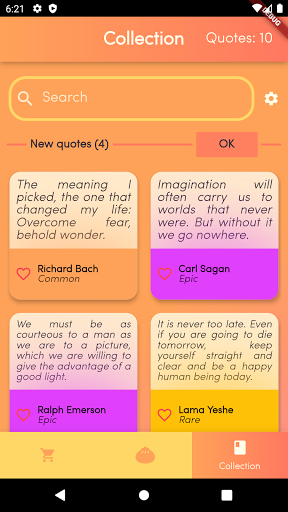 6:21
DEBUG
Collection
Quotes: 10
Search
New quotes (4)
OK
The meaning I
picked, the one that
changed my life:
Overcome fear,
behold wonder.
Richard Bach
Common
Imagination will
often carry us to
worlds that never
were. But without it
we go nowhere.
Carl Sagan
Epic
We must be as
courteous to a man as
we are to a picture,
which we are willing to
give the advantage of a
good light.
Ralph Emerson
Epic
It is never too late. Even
if you are going to die
tomorrow, keep
yourself straight and
clear and be a happy
human being today.
Lama Yeshe
Rare
Collection